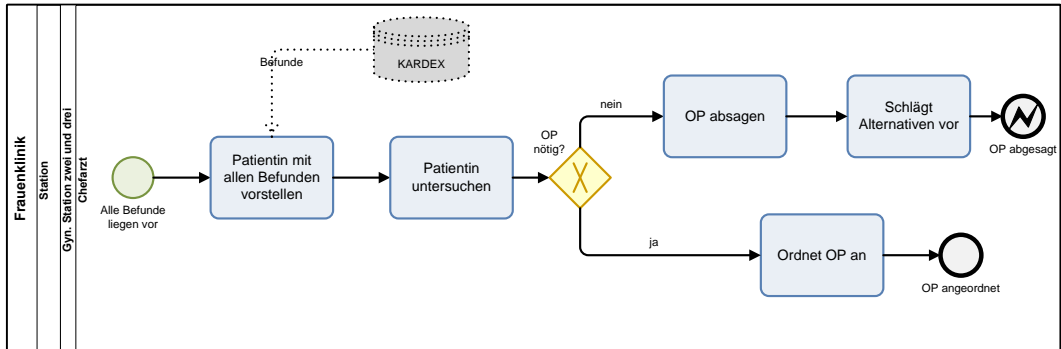 Frauenklinik
Station
Gyn. Station zwei und drei
Chefarzt
Alle Befunde
liegen vor
Patientin mit
allen Befunden
vorstellen
Befunde
KARDEX
Patientin
untersuchen
OP
nötig?
nein
OP absagen
Schlägt
Alternativen vor
OP abgesagt
ja
Ordnet OP an
OP angeordnet